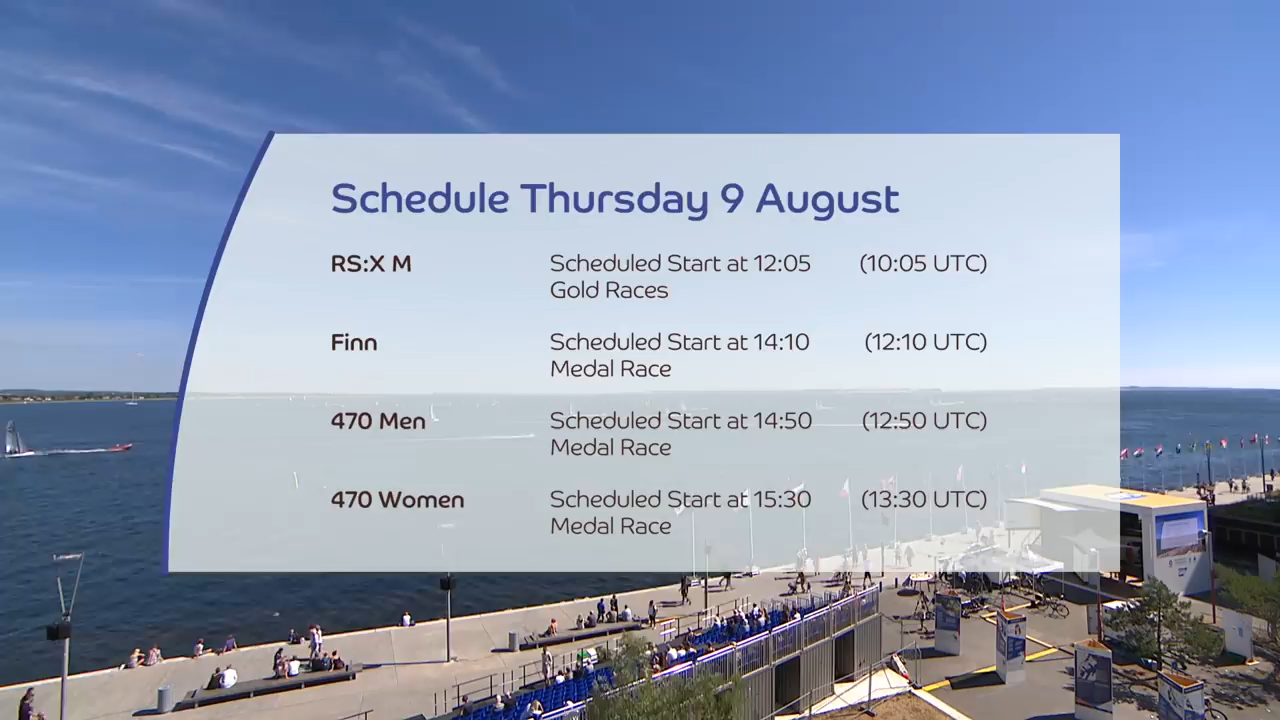 Schedule Thursday 9 August
RS:X M Scheduled Start at 12:05 (10:05 UTC)
Gold Races
Finn Scheduled Start at 14:10 (12:10 UTC)
Medal Race
470 Men Scheduled Start at 14:50 (12:50 UTC)
Medal Race
470 Women Scheduled Start at 15:30 (13:30 UTC)
Medal Race